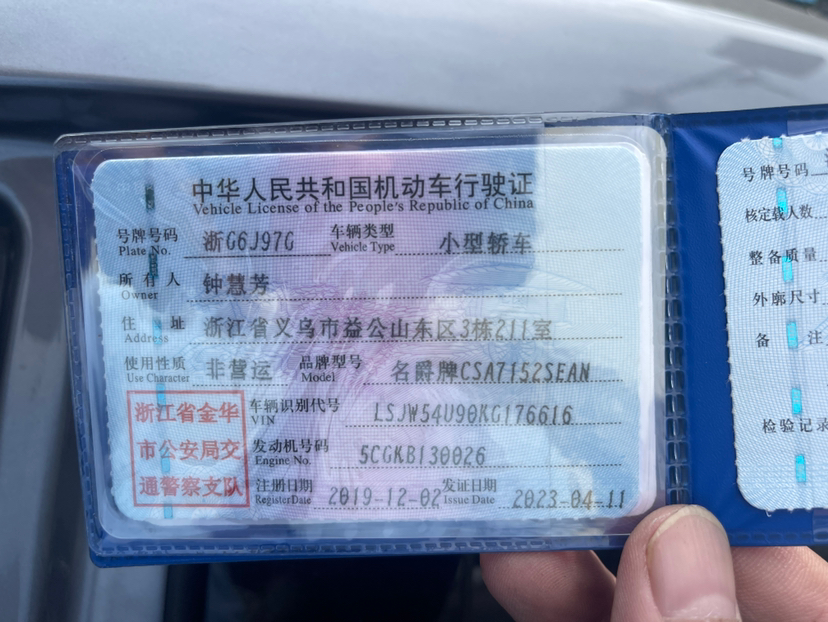 中华人民共和国机动车行驶证
Vehicle License of the People's Republic of China
号牌号码 浙G6J97G 车辆类型 小型轿车
Plate No. Vehicle Type
所有人 钟慧芳
Owner
住址 浙江省义乌市益公山东区3栋211室
Address
使用性质 非营运 品牌型号 名爵牌CSA7152SEAN
Use Character Model
浙江省金华
市公安局交
通警察支队
车辆识别代号 LSJW54U90KG176616
VIN
发动机号码 5CGKB130026
Engine No.
注册日期 2019-12-02 发证日期 2023-04-11
Register Date Issue Date
号牌号码
核定载人数
整备质量
外廓尺寸
备注
检验记录